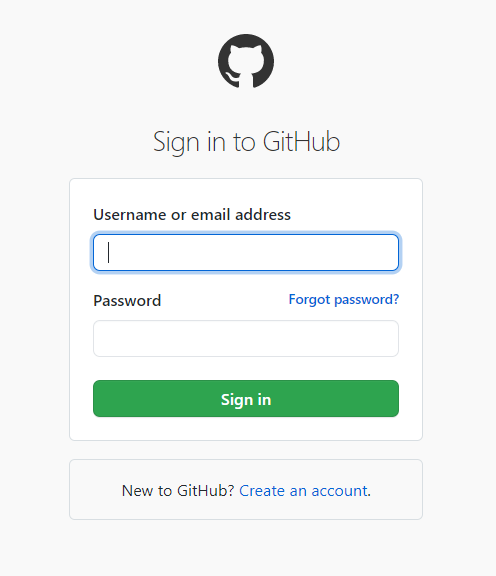 Sign in to GitHub
Username or email address
Password Forgot password?
Sign in
New to GitHub? Create an account.